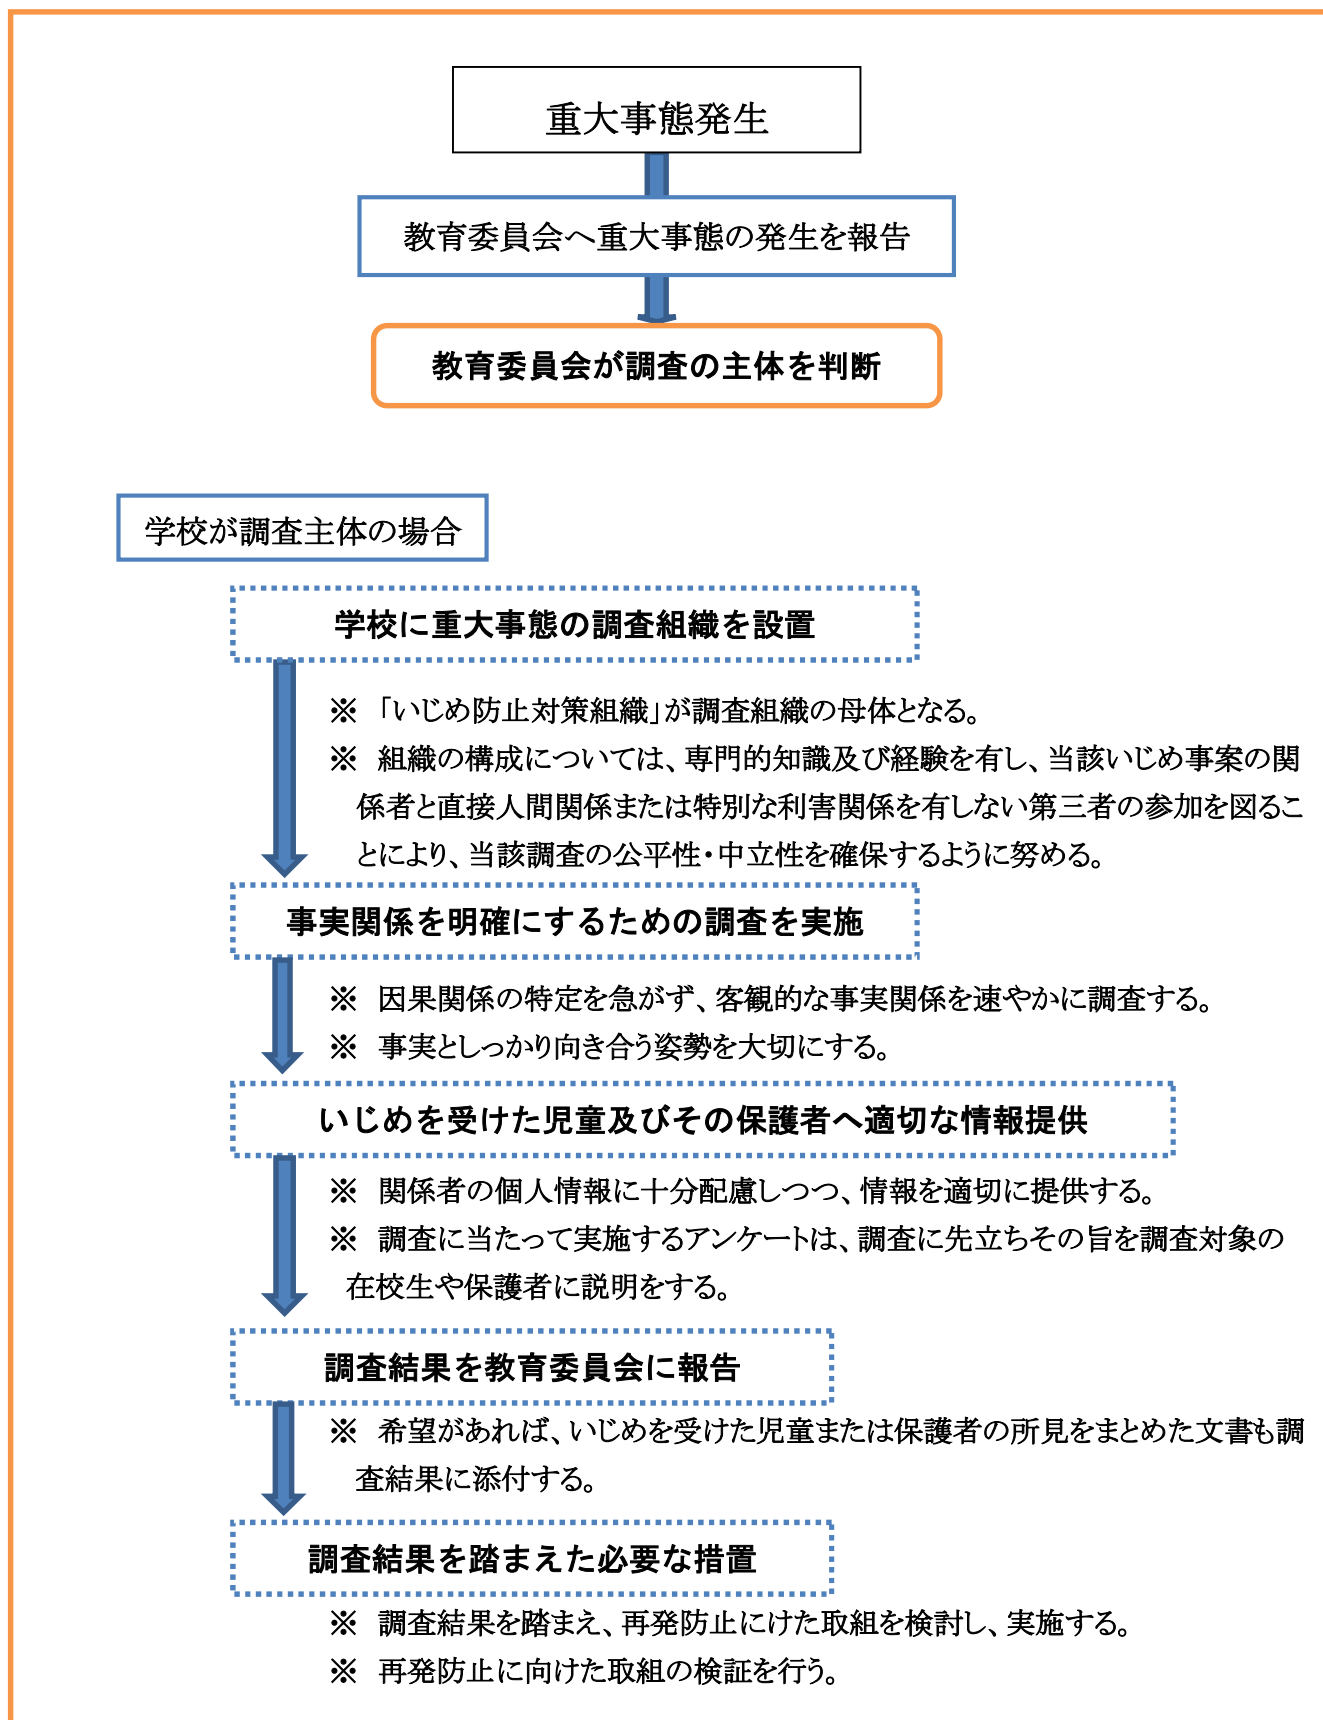 重大事態発生
教育委員会へ重大事態の発生を報告
教育委員会が調査の主体を判断
学校が調査主体の場合
学校に重大事態の調査組織を設置
※　「いじめ防止対策組織」が調査組織の母体となる。
※　組織の構成については、専門的知識及び経験を有し、当該いじめ事案の関
係者と直接人間関係または特別な利害関係を有しない第三者の参加を図るこ
とにより、当該調査の公平性・中立性を確保するように努める。
事実関係を明確にするための調査を実施
※　因果関係の特定を急がず、客観的な事実関係を速やかに調査する。
※　事実としっかり向き合う姿勢を大切にする。
いじめを受けた児童及びその保護者へ適切な情報提供
※　関係者の個人情報に十分配慮しつつ、情報を適切に提供する。
※　調査に当たって実施するアンケートは、調査に先立ちその旨を調査対象の
在校生や保護者に説明をする。
調査結果を教育委員会に報告
※　希望があれば、いじめを受けた児童または保護者の所見をまとめた文書も調
査結果に添付する。
調査結果を踏まえた必要な措置
※　調査結果を踏まえ、再発防止にけた取組を検討し、実施する。
※　再発防止に向けた取組の検証を行う。